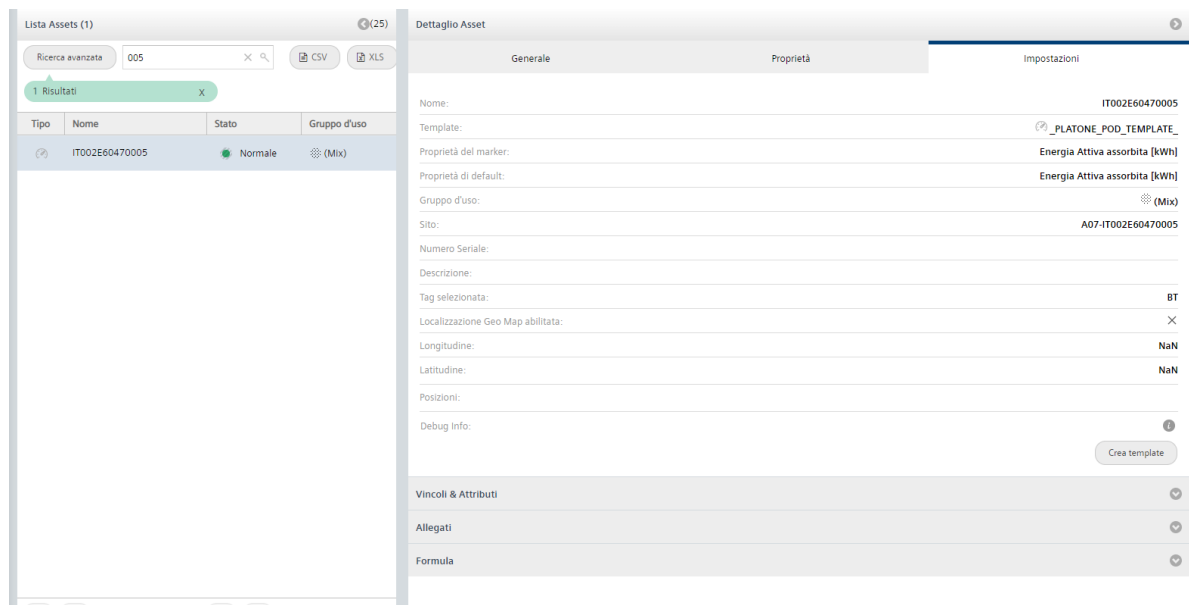 Lista Assets (1)
(25)
Ricerca avanzata
005
CSV
XLS
1 Risultati
x
Tipo Nome Stato Gruppo d'uso
IT002E60470005 Normale (Mix)
Dettaglio Asset
Generale Proprietà Impostazioni
Nome: IT002E60470005
Template: _PLATONE_POD_TEMPLATE_
Proprietà del marker: Energia Attiva assorbita [kWh]
Proprietà di default: Energia Attiva assorbita [kWh]
Gruppo d'uso: (Mix)
Sito: A07-IT002E60470005
Numero Seriale:
Descrizione:
Tag selezionata: BT
Localizzazione Geo Map abilitata:
Longitudine: NaN
Latitudine: NaN
Posizioni:
Debug Info:
Crea template
Vincoli & Attributi
Allegati
Formula